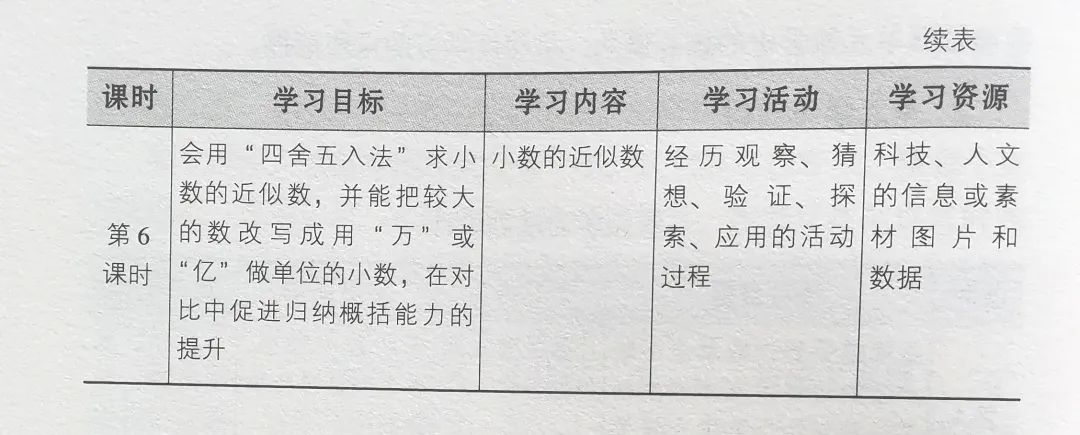 续表
课时 学习目标 学习内容 学习活动 学习资源
第6
课时
会用“四舍五入法”求小
数的近似数，并能把较大
的数改写成用“万”或
“亿”做单位的小数，在对
比中促进归纳概括能力的
提升
小数的近似数
经历观察、猜
想、验证、探
索、应用的活动
过程
科技、人文
的信息或素
材图片和
数据